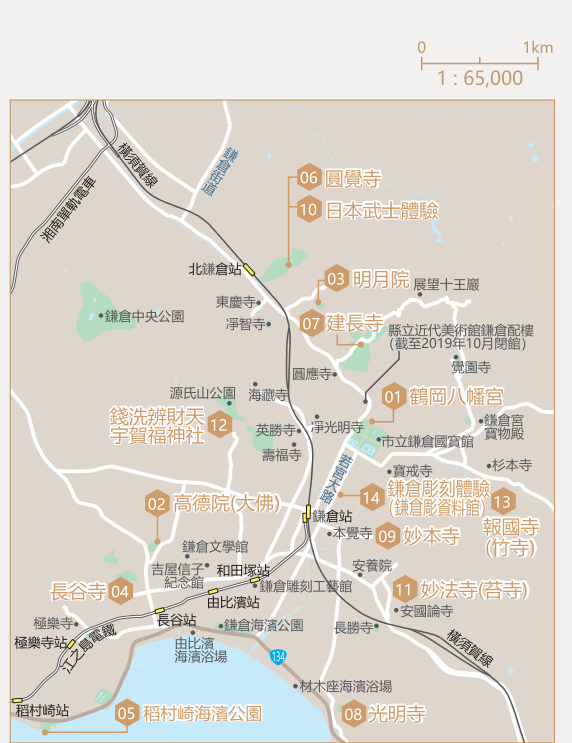 0 1km
1 : 65,000
橫須賀線
鎌倉街道
湘南單軌電車
06 圓覺寺
10 日本武士體驗
北鎌倉站
03 明月院
展望十王巖
東慶寺
鎌倉中央公園
淨智寺
07 建長寺
縣立近代美術館鎌倉配樓
(截至2019年10月閉館)
覺園寺
圓應寺
源氏山公園
海藏寺
01 鶴岡八幡宮
錢洗辨財天
宇賀福神社
12
英勝寺
淨光明寺
鎌倉宮
寶物殿
市立鎌倉國寶館
壽福寺
若宮大路
寶戒寺
杉本寺
02 高德院(大佛)
14
鎌倉彫刻體驗
(鎌倉彫資料館)
13
報國寺
(竹寺)
鎌倉站
本覺寺
09 妙本寺
鎌倉文學館
吉屋信子
紀念館
和田塚站
安養院
長谷寺 04
鎌倉雕刻工藝館
11 妙法寺(苔寺)
由比濱站
安國論寺
長谷站
極樂寺
鎌倉海濱公園
長勝寺
極樂寺站
江之島電鐵
由比濱
海濱浴場
橫須賀線
134
材木座海濱浴場
稻村崎站
05 稻村崎海濱公園
08 光明寺